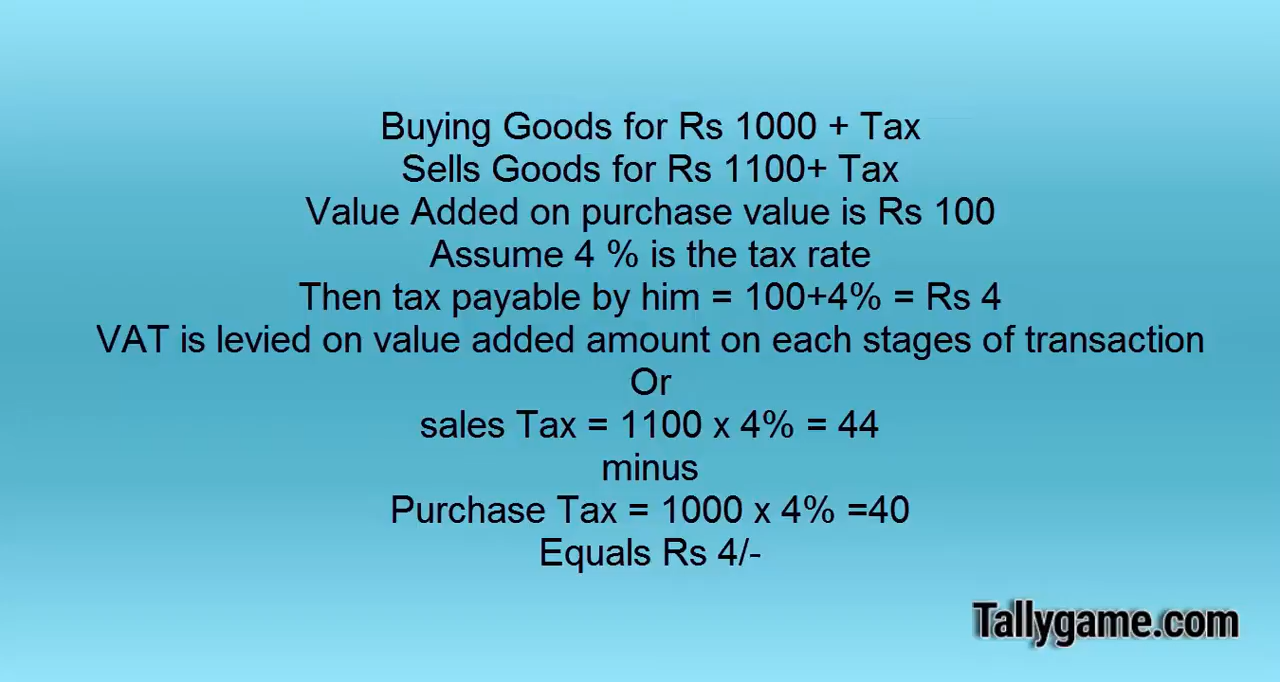 Buying Goods for Rs 1000 + Tax
Sells Goods for Rs 1100+ Tax
Value Added on purchase value is Rs 100
Assume 4 % is the tax rate
Then tax payable by him = 100+4% = Rs 4
VAT is levied on value added amount on each stages of transaction
Or
sales Tax = 1100 x 4% = 44
minus
Purchase Tax = 1000 x 4% =40
Equals Rs 4/-
Tallygame.com